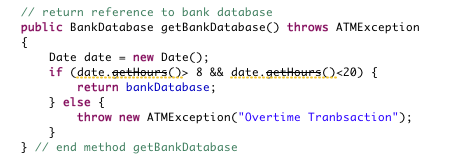 // return reference to bank database
public BankDatabase getBankDatabase() throws ATMException
{
Date date = new Date();
if (date.getHours()> 8 && date.getHours()<20) {
return bankDatabase;
} else {
throw new ATMException("Overtime Tranbsaction");
}
} // end method getBankDatabase